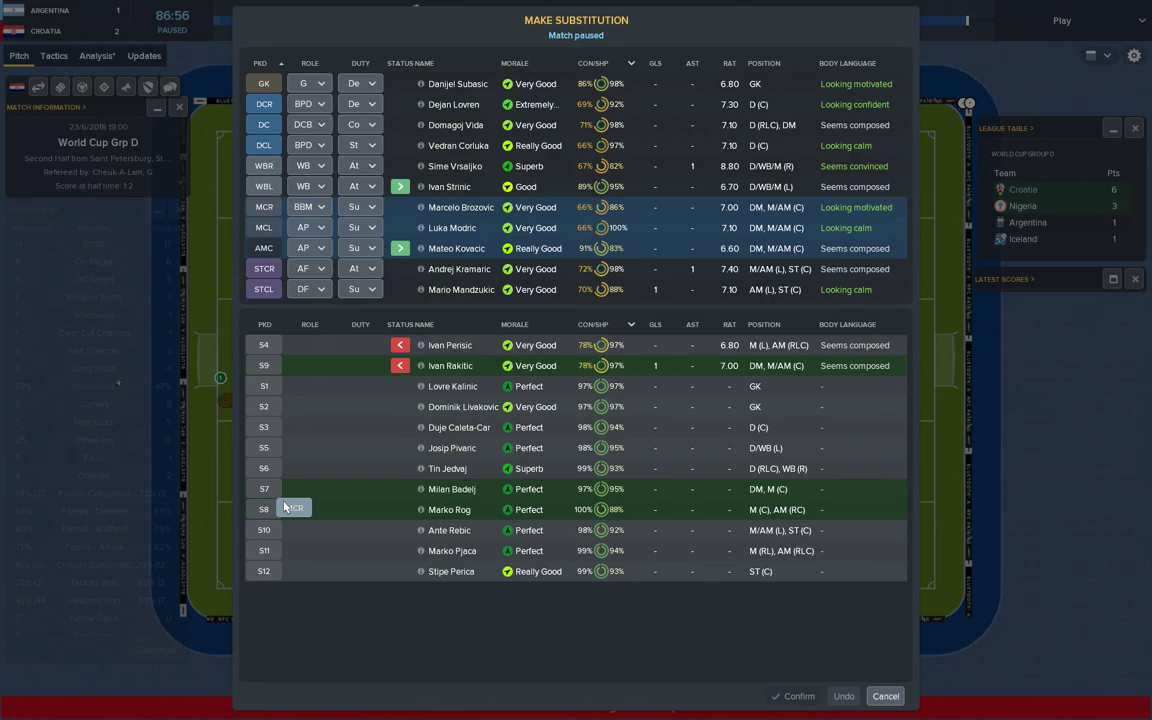 ARGENTINA 1
CROATIA 2
86:56
PAUSED
Play
Pitch Tactics Analysis* Updates
MATCH INFORMATION >
23/6/2018 19:00
World Cup Grp D
Second Half from Saint Petersburg, St...
Refereed by: Cheuk-A-Lam, G
Score at half time: 1:2
MAKE SUBSTITUTION
Match paused
PKD ROLE DUTY STATUS NAME MORALE CON/SHP GLS AST RAT POSITION BODY LANGUAGE
GK G De Danijel Subasic Very Good 86% 98% - - 6.80 GK Looking motivated
DCR BPD De Dejan Lovren Extremely... 69% 92% - - 7.30 D (C) Looking confident
DC DCB Co Domagoj Vida Very Good 71% 98% - - 7.10 D (RLC), DM Seems composed
DCL BPD St Vedran Corluka Very Good 66% 97% - - 7.10 D (C) Looking calm
WBR WB At Sime Vrsaljko Superb 67% 82% - 1 8.80 D/WB/M (R) Seems convinced
WBL WB At Ivan Strinic Good 89% 95% - - 6.70 D/WB/M (L) Seems composed
MCR BBM Su Marcelo Brozovic Very Good 66% 86% - - 7.00 DM, M/AM (C) Looking motivated
MCL AP Su Luka Modric Very Good 66% 100% - - 7.10 DM, M/AM (C) Looking calm
AMC AP Su Mateo Kovacic Really Good 91% 83% - - 6.60 DM, M/AM (C) Seems composed
STCR AF At Andrej Kramaric Very Good 72% 98% - 1 7.40 M/AM (L), ST (C) Seems composed
STCL DF Su Mario Mandzukic Very Good 70% 88% 1 - 7.10 AM (L), ST (C) Looking calm
PKD ROLE DUTY STATUS NAME MORALE CON/SHP GLS AST RAT POSITION BODY LANGUAGE
S4 Ivan Perisic Very Good 78% 97% - - 6.80 M (L), AM (RLC) Seems composed
S9 Ivan Rakitic Very Good 78% 97% 1 - 7.00 DM, M/AM (C) Seems composed
S1 Lovre Kalinic Perfect 97% 97% - - - GK -
S2 Dominik Livakovic Very Good 97% 97% - - - GK -
S3 Duje Caleta-Car Perfect 98% 94% - - - D (C) -
S5 Josip Pivaric Perfect 98% 95% - - - D/WB (L) -
S6 Tin Jedvaj Superb 99% 93% - - - D (RLC), WB (R) -
S7 Milan Badelj Perfect 97% 95% - - - DM, M (C) -
S8 Marko Rog Perfect 100% 88% - - - M (C), AM (RC) -
S10 Ante Rebic Perfect 98% 92% - - - M/AM (L), ST (C) -
S11 Marko Pjaca Perfect 99% 94% - - - M (RL), AM (RLC) -
S12 Stipe Perica Really Good 99% 93% - - - ST (C) -
Confirm Undo Cancel
LEAGUE TABLE >
WORLD CUP GROUP D
Team Pts
Croatia 6
Nigeria 3
Argentina 1
Iceland 1
LATEST SCORES >